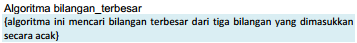 Algoritma bilangan_terbesar
{algoritma ini mencari bilangan terbesar dari tiga bilangan yang dimasukkan
secara acak}